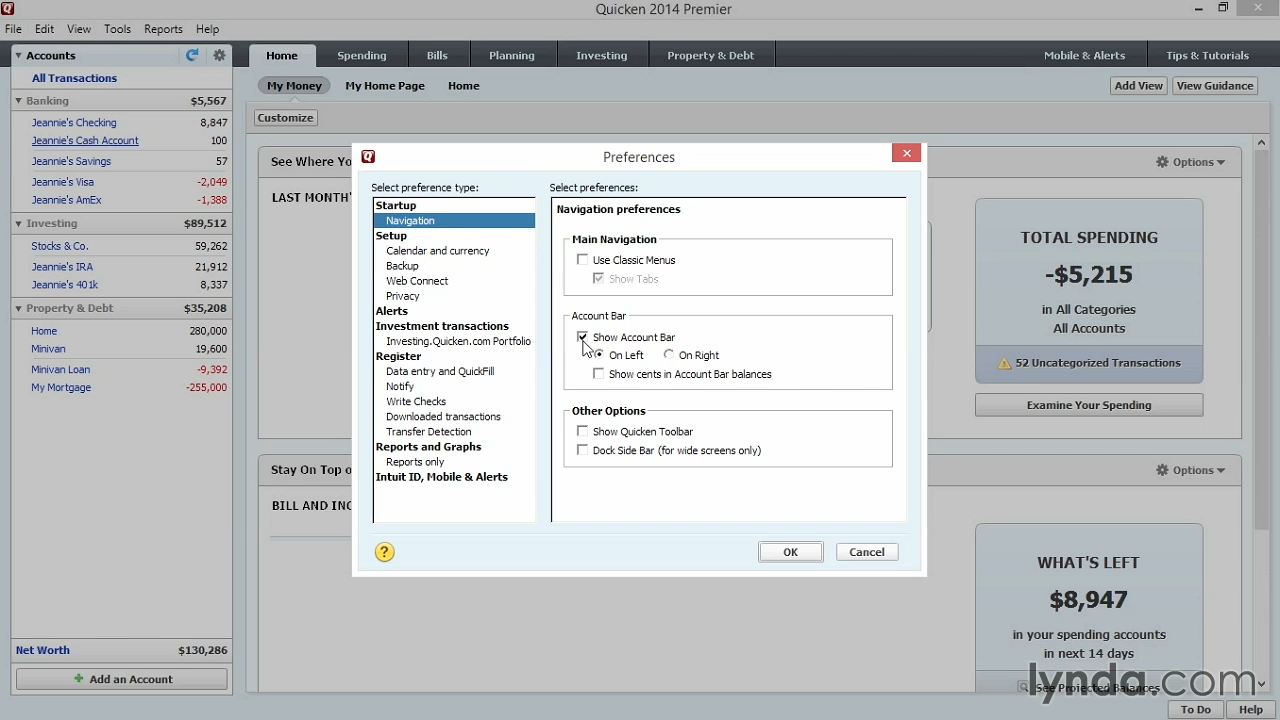 Quicken 2014 Premier
File Edit View Tools Reports Help
Accounts
All Transactions
Banking $5,567
Jeannie's Checking 8,847
Jeannie's Cash Account 100
Jeannie's Savings 57
Jeannie's Visa -2,049
Jeannie's AmEx -1,388
Investing $89,512
Stocks & Co. 59,262
Jeannie's IRA 21,912
Jeannie's 401k 8,337
Property & Debt $35,208
Home 280,000
Minivan 19,600
Minivan Loan -9,392
My Mortgage -255,000
Net Worth $130,286
Add an Account
Home Spending Bills Planning Investing Property & Debt Mobile & Alerts Tips & Tutorials
My Money My Home Page Home Add View View Guidance
Customize
See Where Yo
Options
LAST MONTH'
TOTAL SPENDING
-$5,215
in All Categories
All Accounts
52 Uncategorized Transactions
Examine Your Spending
Stay On Top o
Options
BILL AND INC
WHAT'S LEFT
$8,947
in your spending accounts
in next 14 days
See Projected Balances
Preferences
Select preference type:
Startup
Navigation
Setup
Calendar and currency
Backup
Web Connect
Privacy
Alerts
Investment transactions
Investing.Quicken.com Portfolio
Register
Data entry and QuickFill
Notify
Write Checks
Downloaded transactions
Transfer Detection
Reports and Graphs
Reports only
Intuit ID, Mobile & Alerts
Select preferences:
Navigation preferences
Main Navigation
Use Classic Menus
Show Tabs
Account Bar
Show Account Bar
On Left On Right
Show cents in Account Bar balances
Other Options
Show Quicken Toolbar
Dock Side Bar (for wide screens only)
?
OK Cancel
lynda.com
To Do Help